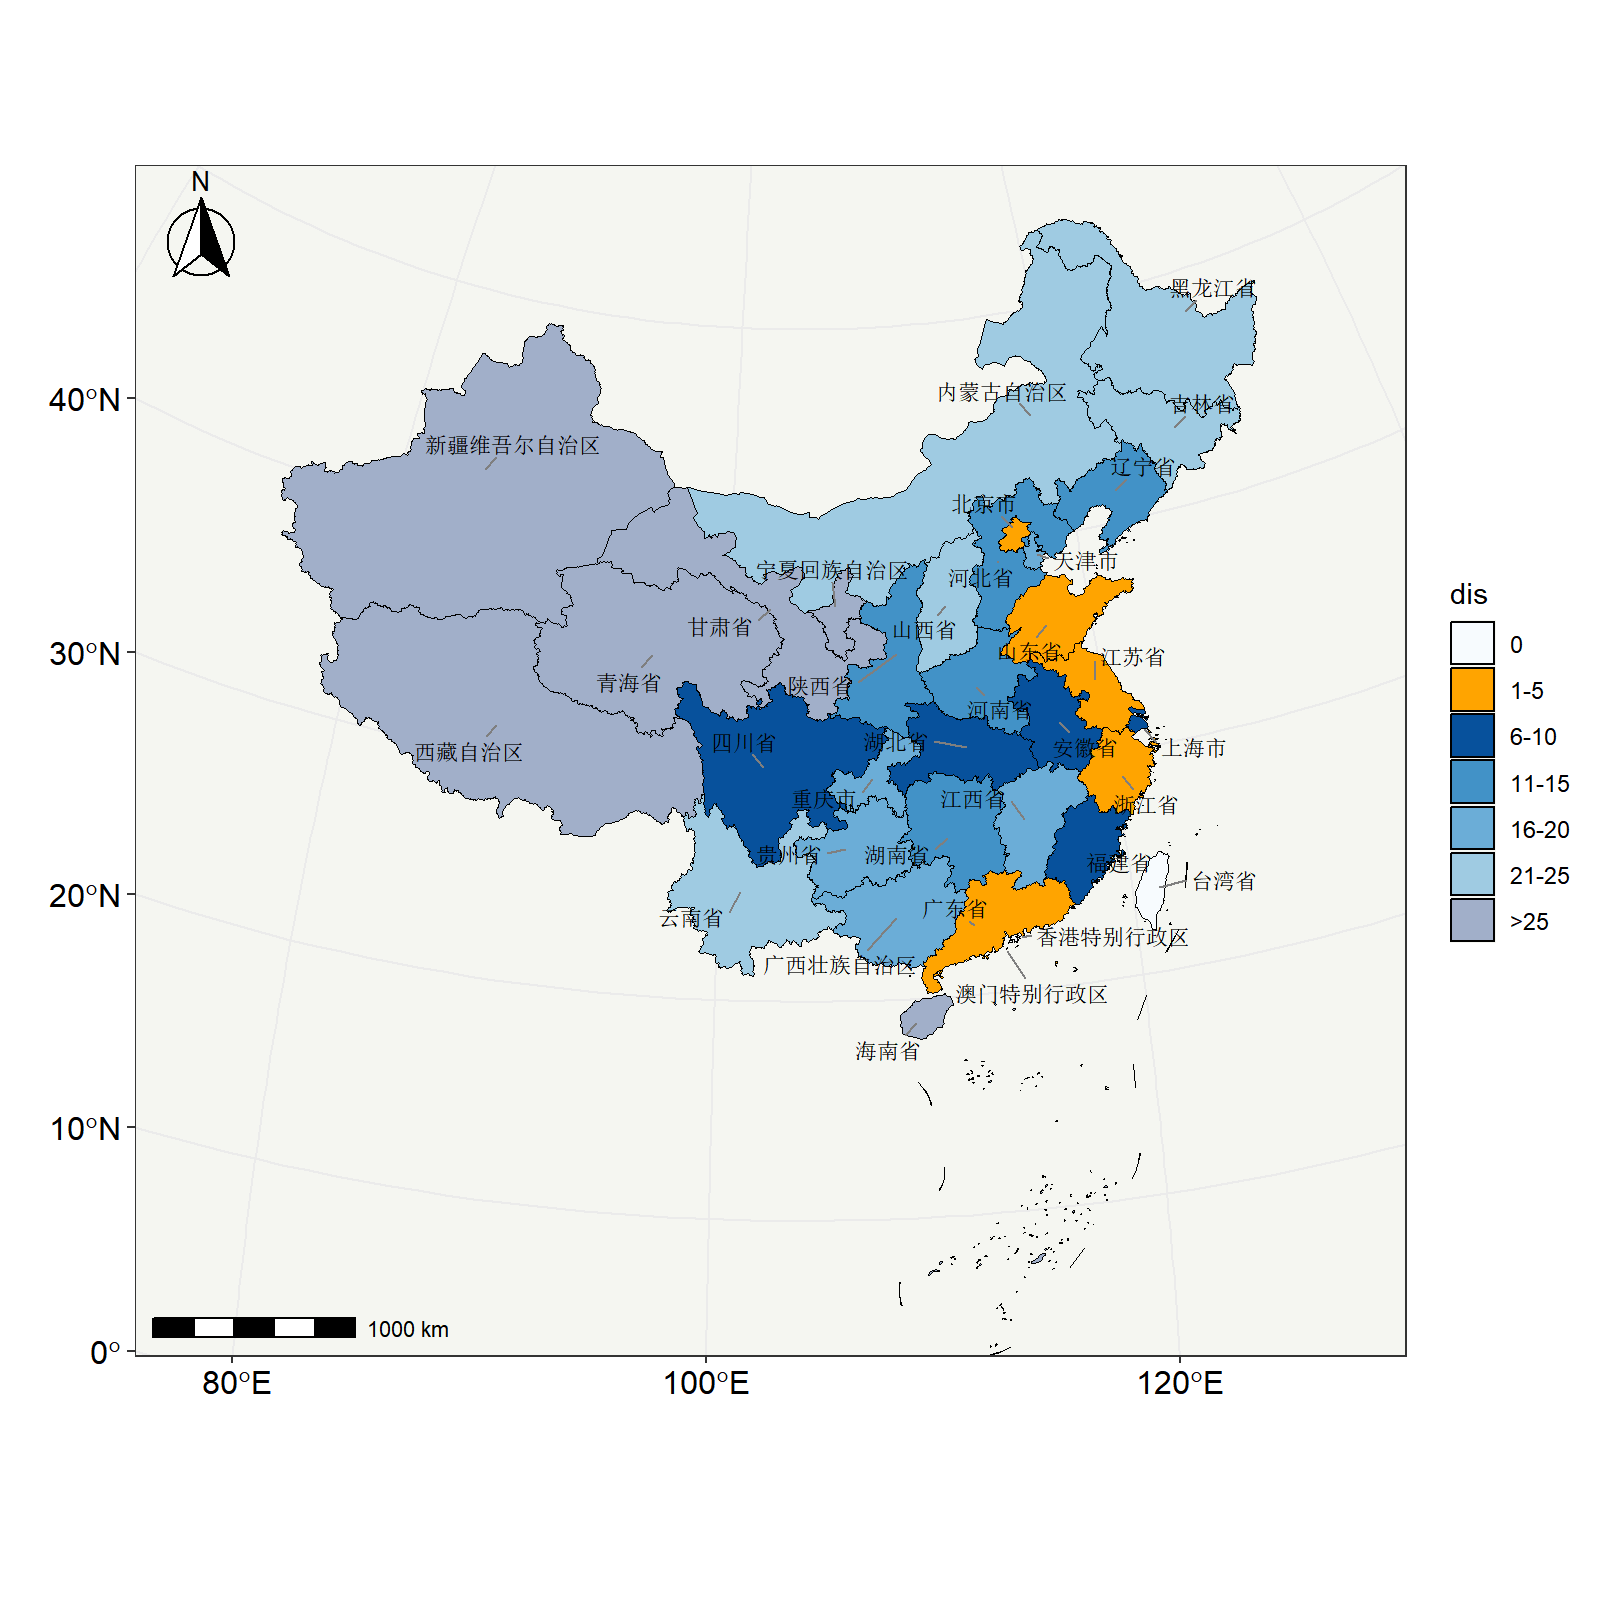 N
黑龙江省
内蒙古自治区
吉林省
40°N
新疆维吾尔自治区
辽宁省
北京市
天津市
宁夏回族自治区
河北省
甘肃省
山西省
30°N
山东省
江苏省
青海省
陕西省
河南省
西藏自治区
四川省
湖北省
安徽省
上海市
重庆市
江西省
浙江省
贵州省
湖南省
福建省
台湾省
20°N
云南省
广东省
香港特别行政区
广西壮族自治区
澳门特别行政区
海南省
10°N
1000 km
0°
80°E
100°E
120°E
dis
0
1-5
6-10
11-15
16-20
21-25
>25